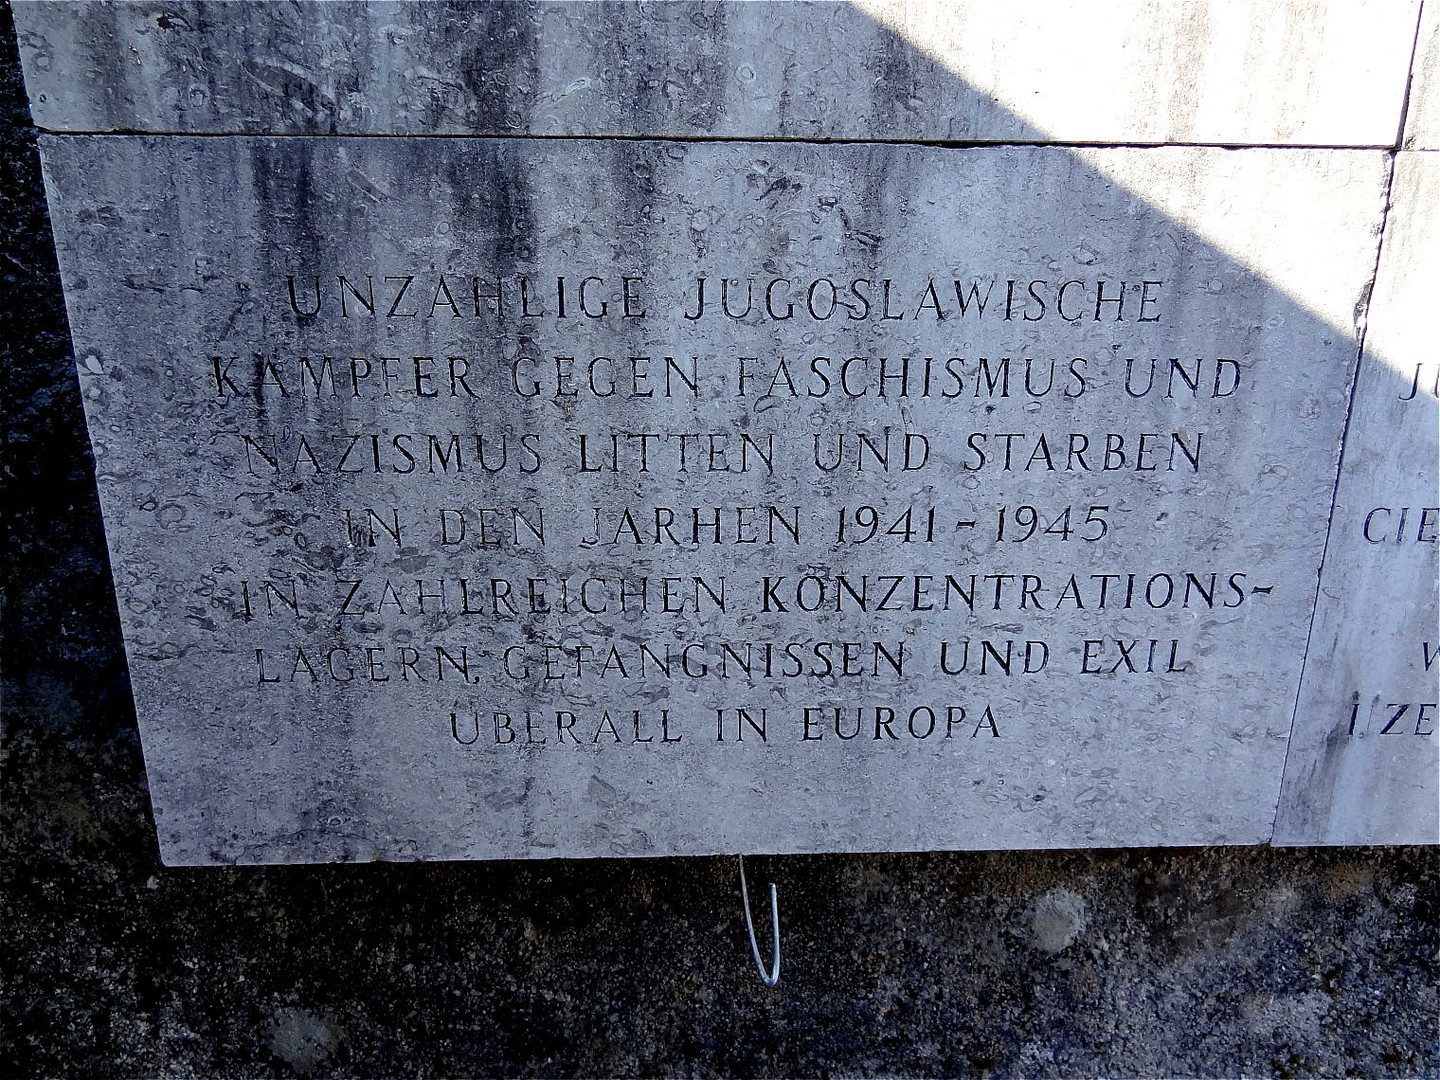 UNZAHLIGE JUGOSLAWISCHE
KAMPFER GEGEN FASCHISMUS UND
NAZISMUS LITTEN UND STARBEN
IN DEN JARHEN 1941-1945
IN ZAHLREICHEN KONZENTRATIONS-
LAGERN, GEFANGNISSEN UND EXIL
UBERALL IN EUROPA